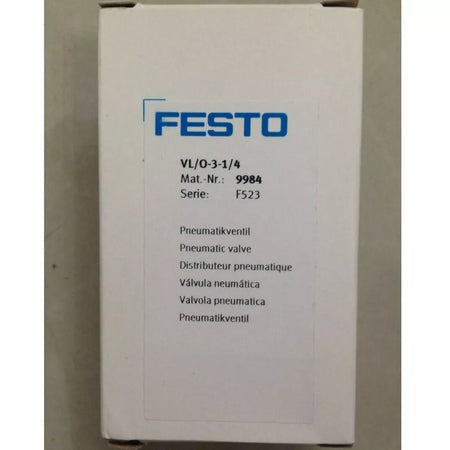 FESTO
VL/O-3-1/4
Mat.-Nr.: 9984
Serie: F523
Pneumatikventil
Pneumatic valve
Distributeur pneumatique
Válvula neumática
Valvola pneumatica
Pneumatikventil